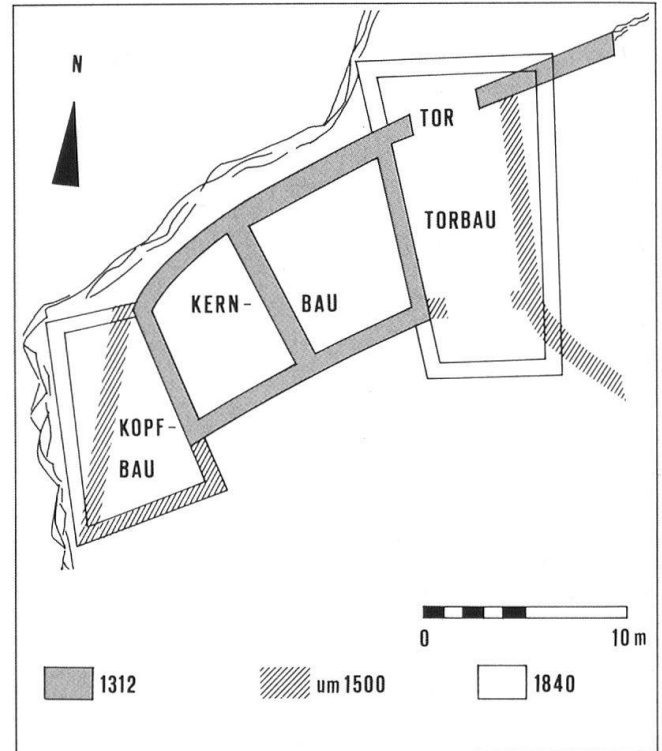 N
TOR
TORBAU
KERN- BAU
KOPF-
BAU
0 10 m
1312 um 1500 1840